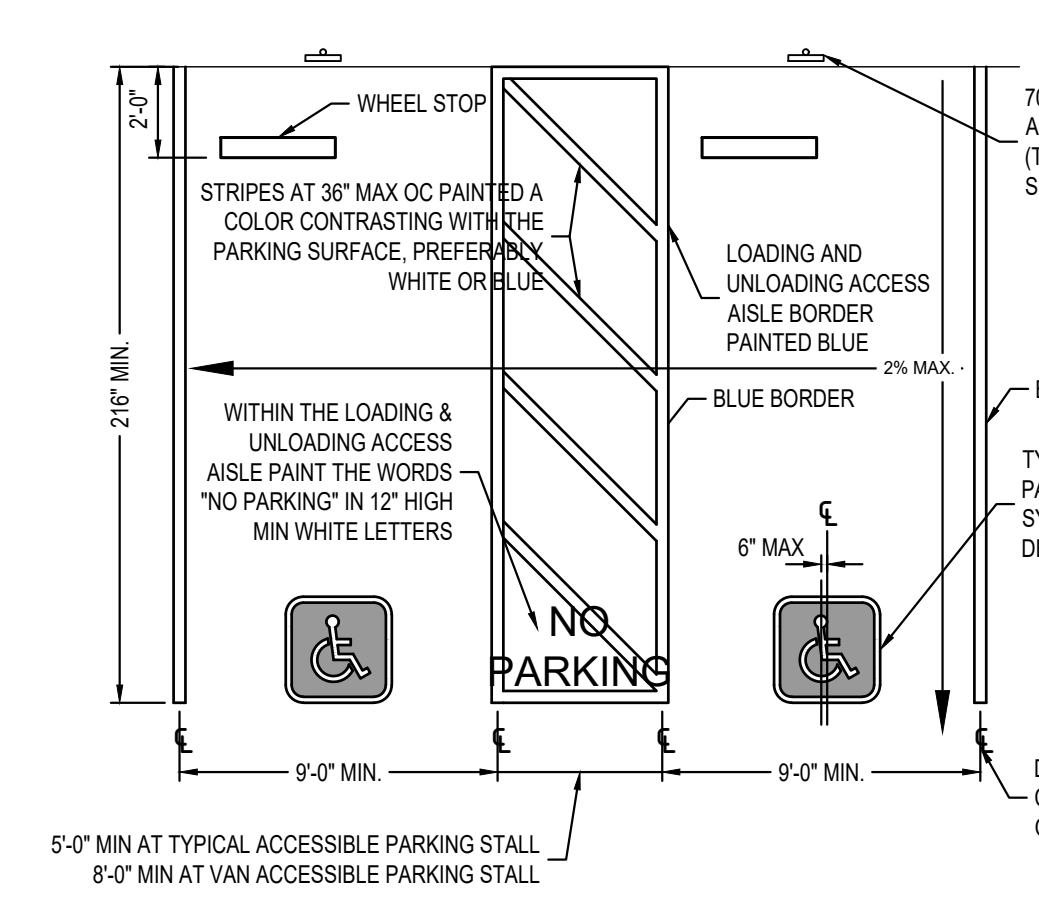 2'-0"
WHEEL STOP
STRIPES AT 36" MAX OC PAINTED A
COLOR CONTRASTING WITH THE
PARKING SURFACE, PREFERABLY
WHITE OR BLUE
LOADING AND
UNLOADING ACCESS
AISLE BORDER
PAINTED BLUE
216" MIN.
2% MAX.
BLUE BORDER
WITHIN THE LOADING &
UNLOADING ACCESS
AISLE PAINT THE WORDS
"NO PARKING" IN 12" HIGH
MIN WHITE LETTERS
℄
6" MAX
NO
PARKING
℄ ℄ ℄ ℄
9'-0" MIN.
9'-0" MIN.
5'-0" MIN AT TYPICAL ACCESSIBLE PARKING STALL
8'-0" MIN AT VAN ACCESSIBLE PARKING STALL